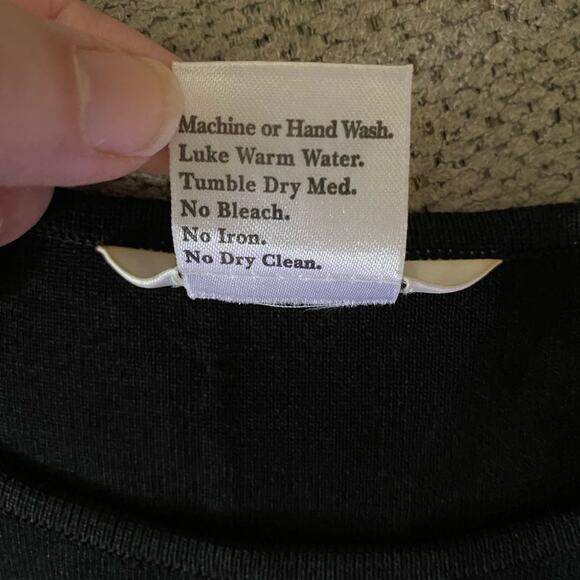 Machine or Hand Wash.
Luke Warm Water.
Tumble Dry Med.
No Bleach.
No Iron.
No Dry Clean.